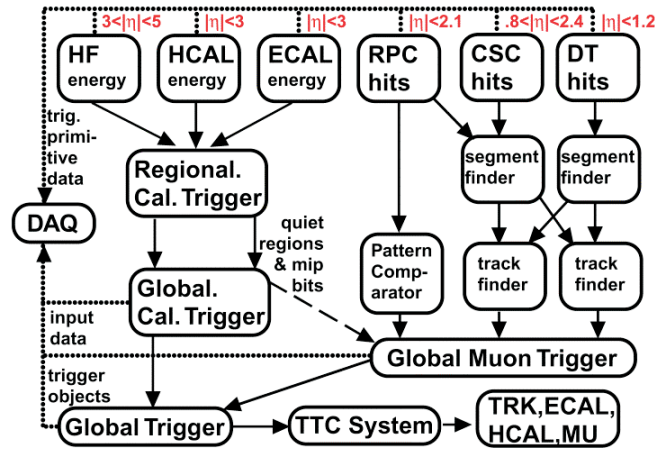 3<|η|<5
|η|<3
|η|<3
|η|<2.1
.8<|η|<2.4
|η|<1.2
HF
energy
HCAL
energy
ECAL
energy
RPC
hits
CSC
hits
DT
hits
trig.
primi-
tive
data
Regional.
Cal. Trigger
segment
finder
segment
finder
DAQ
quiet
regions
& mip
bits
Pattern
Comp-
arator
track
finder
track
finder
Global.
Cal. Trigger
input
data
Global Muon Trigger
trigger
objects
Global Trigger
TTC System
TRK,ECAL,
HCAL,MU